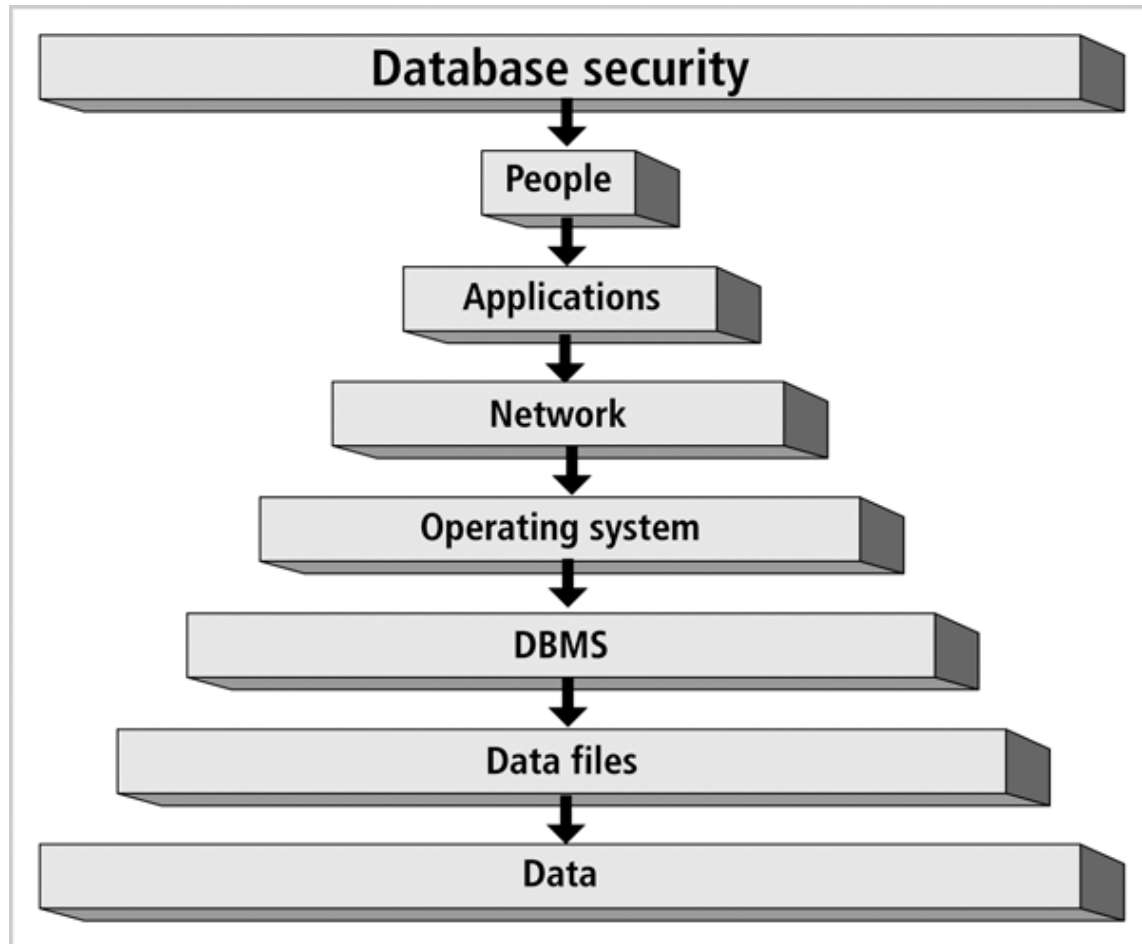 Database security
People
Applications
Network
Operating system
DBMS
Data files
Data